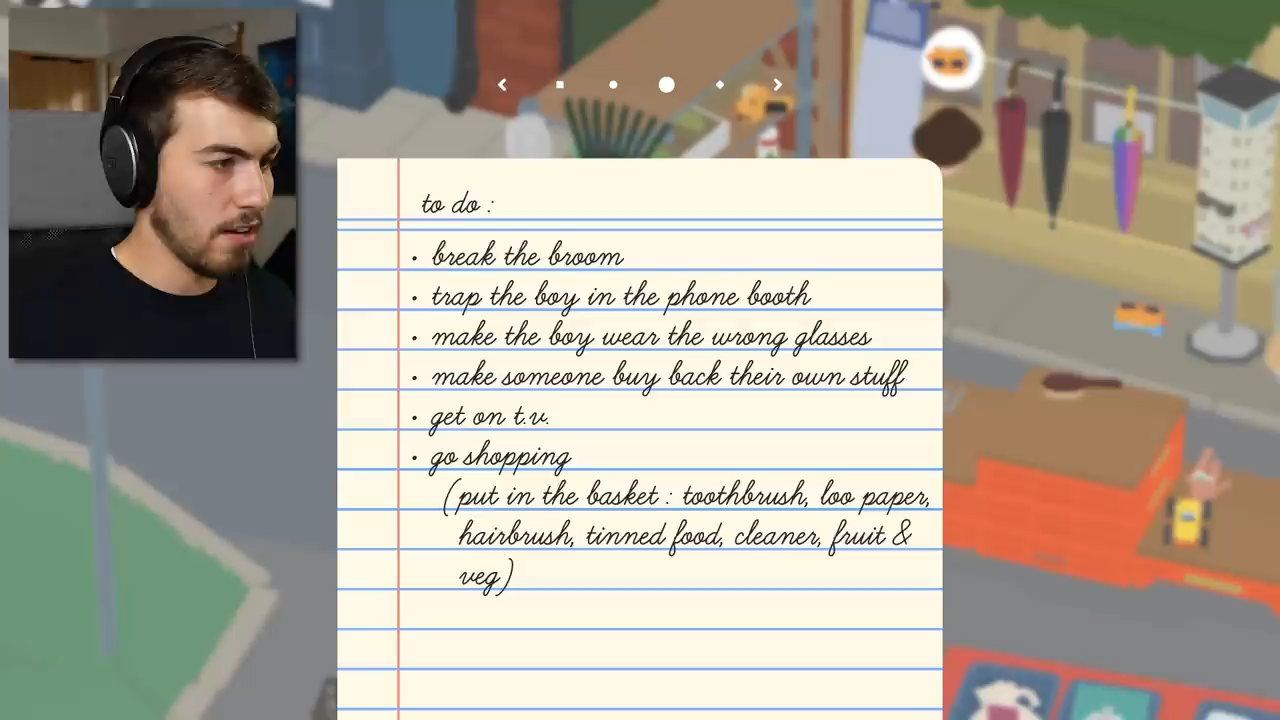 to do :
• break the broom
• trap the boy in the phone booth
• make the boy wear the wrong glasses
• make someone buy back their own stuff
• get on t.v.
• go shopping
(put in the basket : toothbrush, loo paper,
hairbrush, tinned food, cleaner, fruit &
veg)